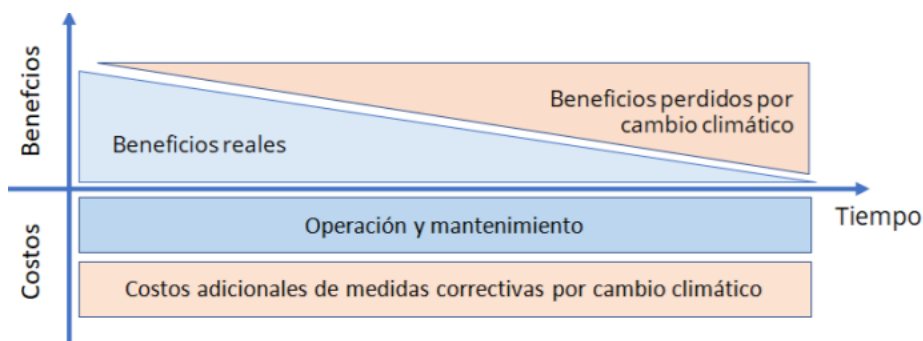 Benefcios
Beneficios perdidos por
cambio climático
Beneficios reales
Tiempo
Costos
Operación y mantenimiento
Costos adicionales de medidas correctivas por cambio climático